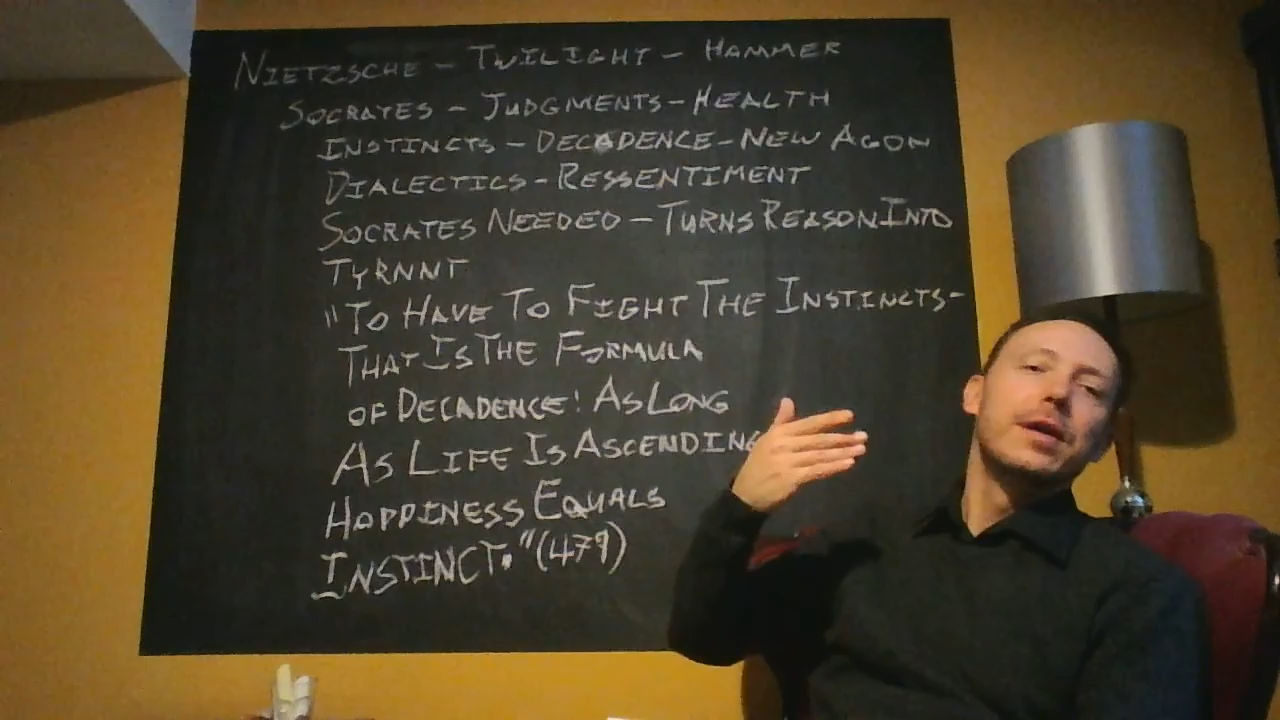 NIETZSCHE - TWILIGHT - HAMMER
SOCRATES - JUDGMENTS - HEALTH
INSTINCTS - DECADENCE - NEW AGON
DIALECTICS - RESSENTIMENT
SOCRATES NEEDED - TURNS REASON INTO
TYRNNT
"TO HAVE TO FIGHT THE INSTINCTS-
THAT IS THE FORMULA
OF DECADENCE: AS LONG
AS LIFE IS ASCENDING
HAPPINESS EQUALS
INSTINCT." (479)